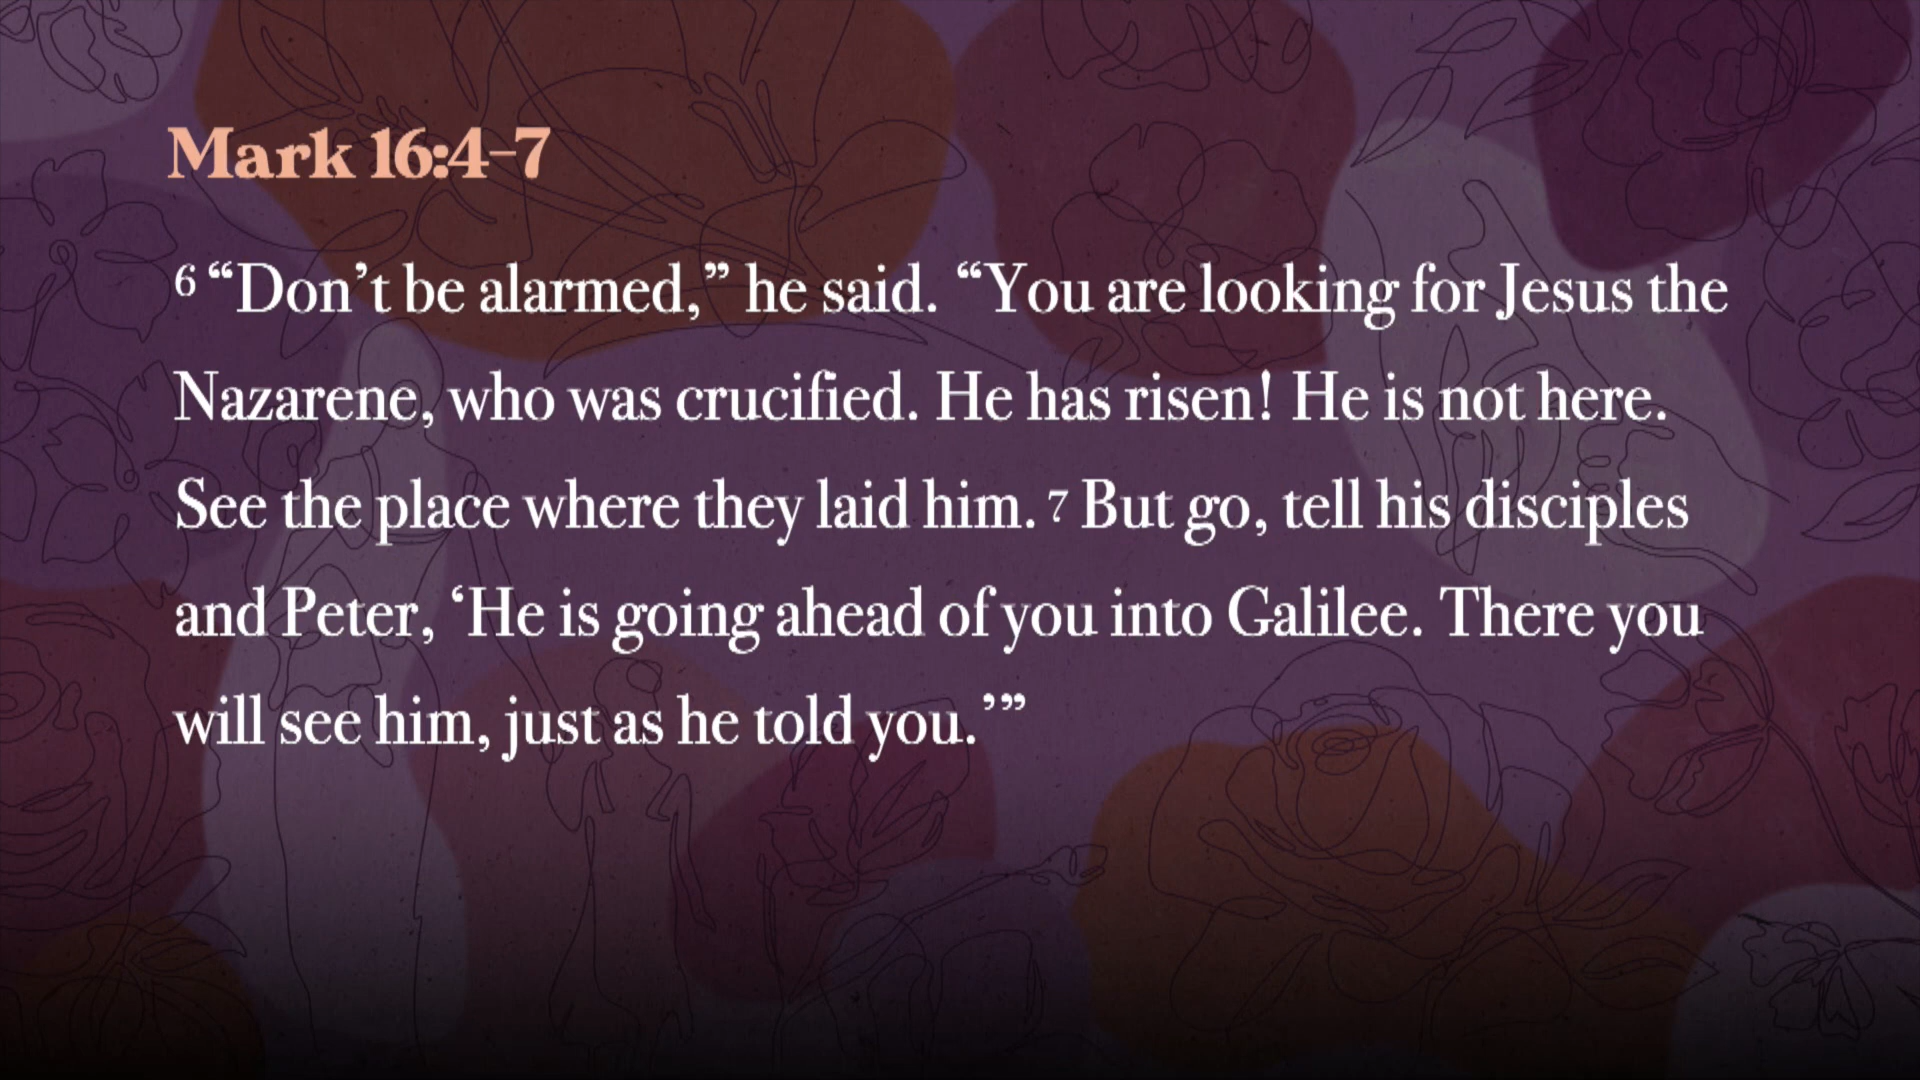 Mark 16:4–7
6 “Don’t be alarmed,” he said. “You are looking for Jesus the
Nazarene, who was crucified. He has risen! He is not here.
See the place where they laid him. 7 But go, tell his disciples
and Peter, ‘He is going ahead of you into Galilee. There you
will see him, just as he told you.’”